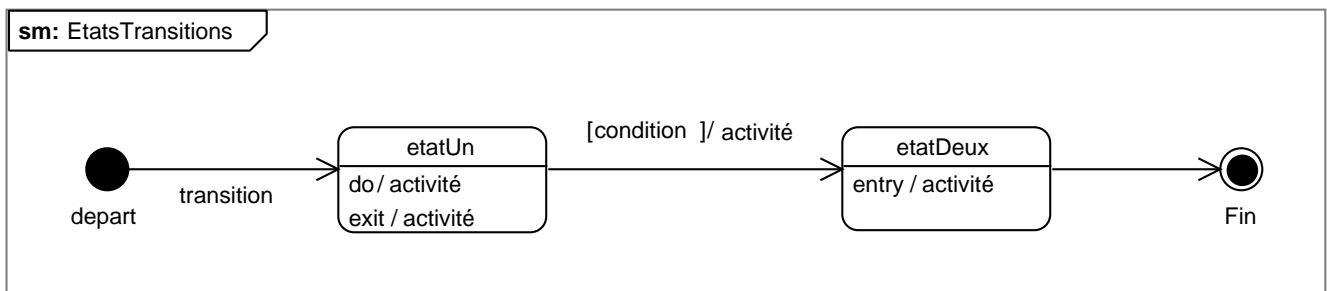 sm: EtatsTransitions
[condition ]/ activité
etatUn
etatDeux
do / activité
entry / activité
transition
depart
exit / activité
Fin